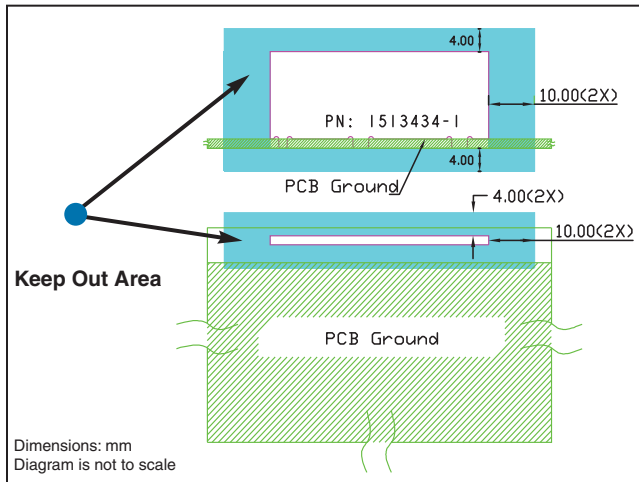 4.00
10.00(2X)
PN: 1513434-1
4.00
PCB Ground
4.00(2X)
10.00(2X)
Keep Out Area
PCB Ground
Dimensions: mm
Diagram is not to scale